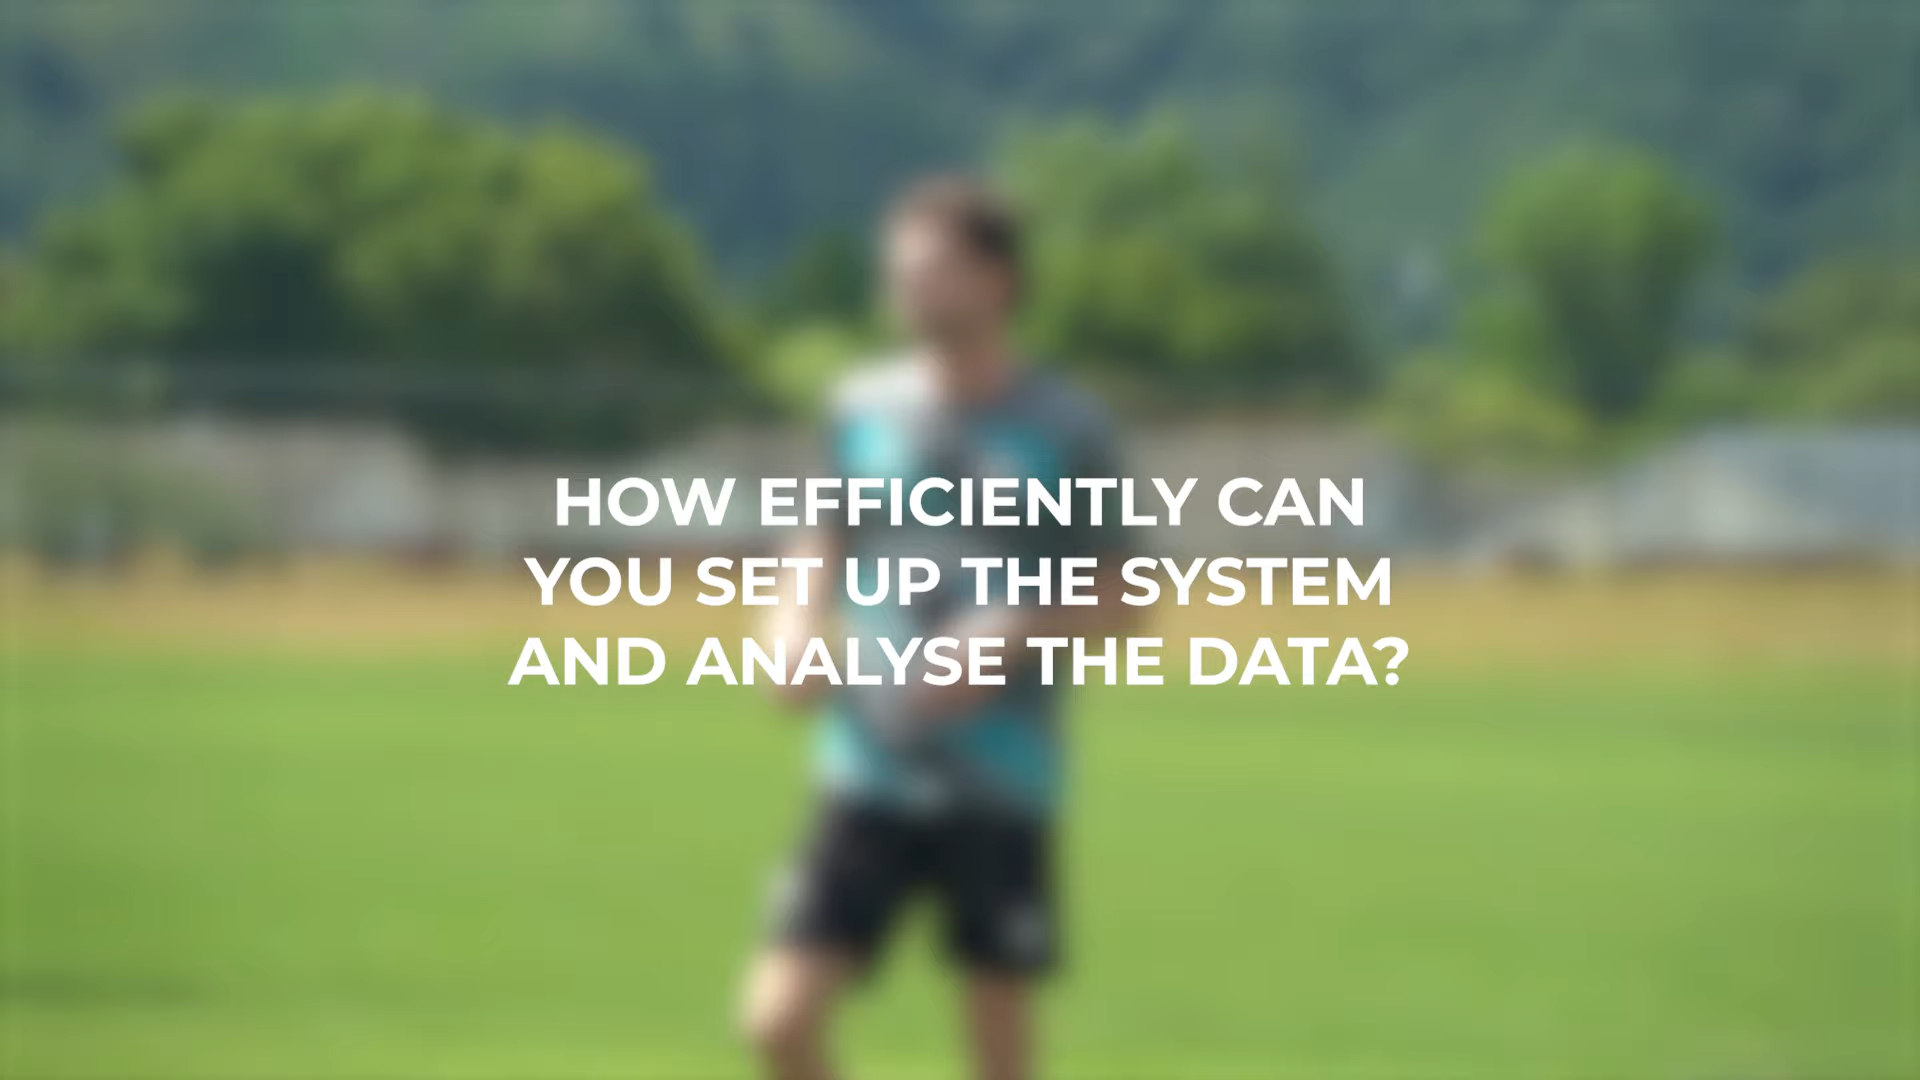 HOW EFFICIENTLY CAN
YOU SET UP THE SYSTEM
AND ANALYSE THE DATA?